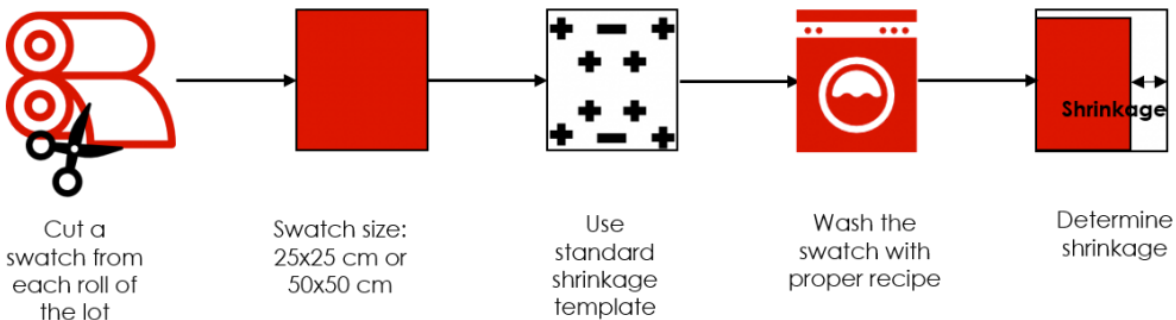 Cut a
swatch from
each roll of
the lot
Swatch size:
25x25 cm or
50x50 cm
Use
standard
shrinkage
template
Wash the
swatch with
proper recipe
Shrinkage
Determine
shrinkage